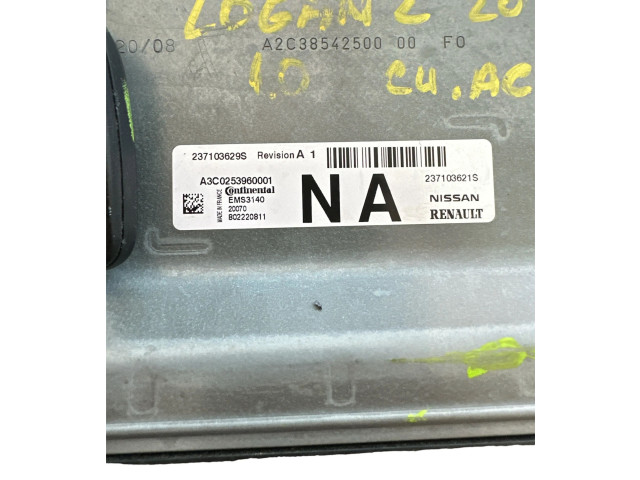 LOGAN 2 20
20/08 A2C38542500 00 F0
1.0 CU.AC
237103629S Revision A 1
A3C0253960001
Continental
EMS3140
20070
B02220811
MADE IN FRANCE
NA
237103621S
NISSAN
RENAULT